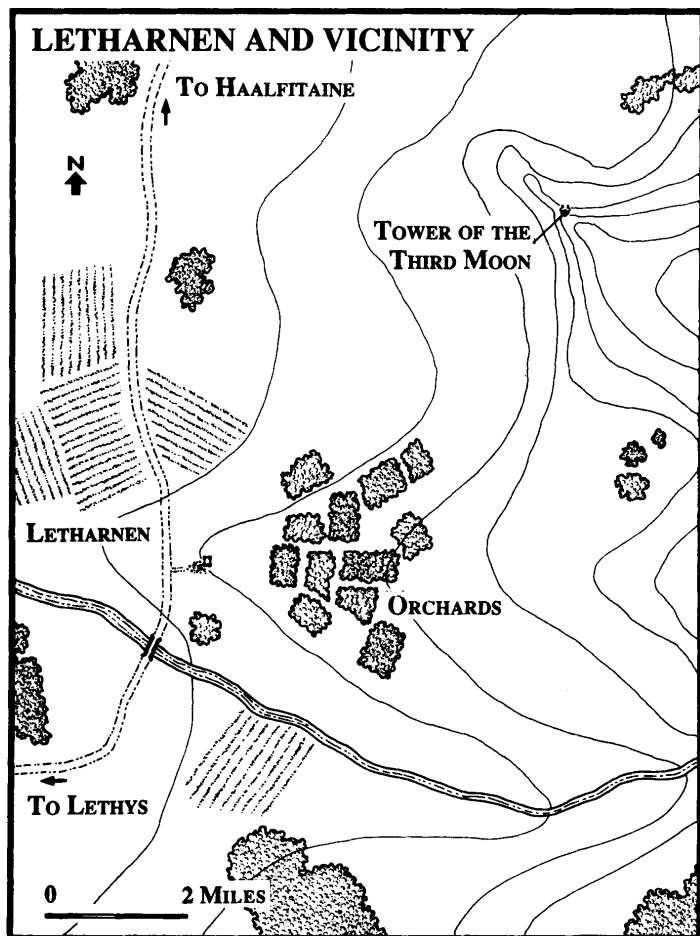 LETHARNEN AND VICINITY
TO HAALFITAINE
N
TOWER OF THE
THIRD MOON
LETHARNEN
ORCHARDS
TO LETHYS
0 2 MILES